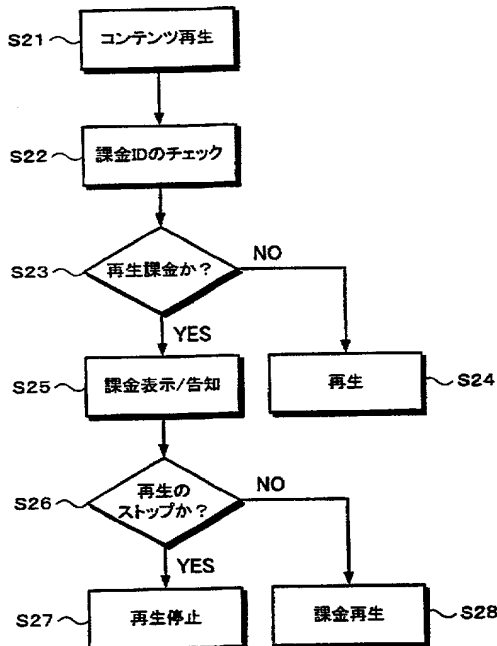 S21
コンテンツ再生
S22
課金IDのチェック
S23
再生課金か?
NO
YES
S25
課金表示/告知
再生
S24
S26
再生の
ストップか?
NO
YES
S27
再生停止
課金再生
S28